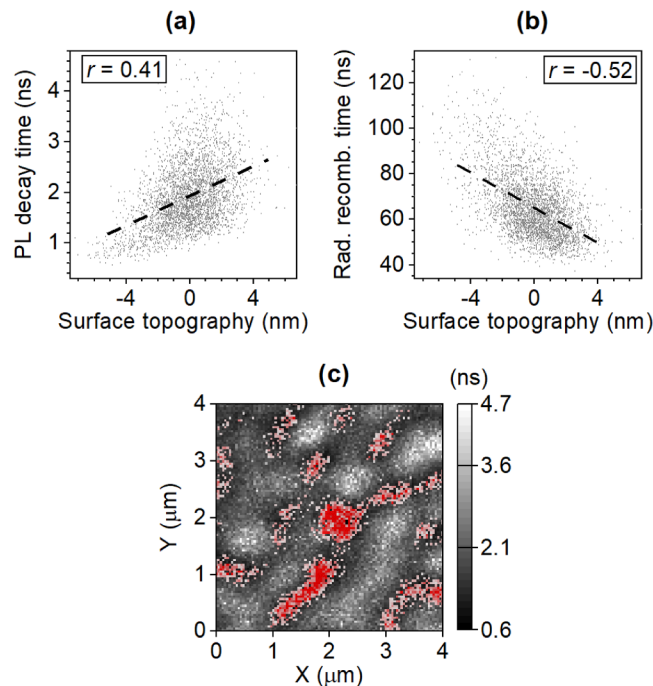 (a)
r = 0.41
PL decay time (ns)
4
3
2
1
-4 0 4
Surface topography (nm)
(b)
r = -0.52
Rad. recomb. time (ns)
120
100
80
60
40
-4 0 4
Surface topography (nm)
(c)
(ns)
Y (μm)
4
3
2
1
0
0 1 2 3 4
X (μm)
4.7
3.6
2.1
0.6